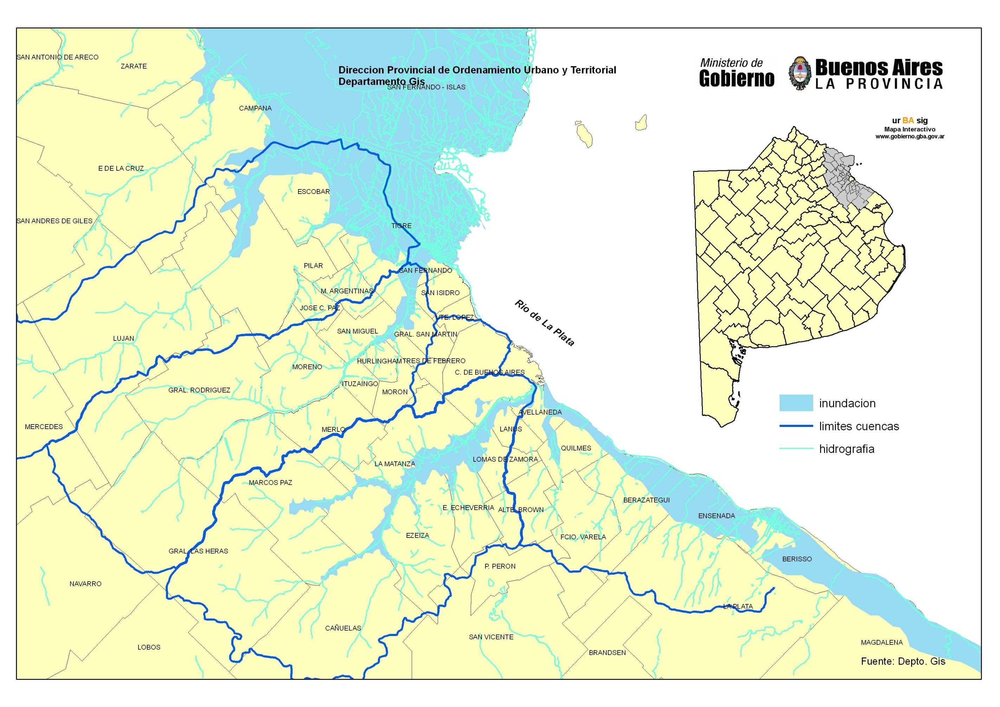 SAN ANTONIO DE ARECO
ZARATE
Direccion Provincial de Ordenamiento Urbano y Territorial
Departamento Gis
SAN FERNANDO - ISLAS
Ministerio de
Gobierno
Buenos Aires
LA PROVINCIA
CAMPANA
ur BA sig
Mapa Interactivo
www.gobierno.gba.gov.ar
E DE LA CRUZ
ESCOBAR
SAN ANDRES DE GILES
TIGRE
PILAR
SAN FERNANDO
M. ARGENTINAS
SAN ISIDRO
JOSE C. PAZ
VTE. LOPEZ
Rio de La Plata
SAN MIGUEL
GRAL. SAN MARTIN
LUJAN
HURLINGHAM
TRES DE FEBRERO
MORENO
C. DE BUENOS AIRES
ITUZAINGO
GRAL. RODRIGUEZ
MORON
inundacion
AVELLANEDA
MERCEDES
MERLO
LANUS
limites cuencas
QUILMES
hidrografia
LOMAS DE ZAMORA
LA MATANZA
MARCOS PAZ
BERAZATEGUI
E. ECHEVERRIA
ALTE. BROWN
ENSENADA
EZEIZA
FCIO. VARELA
GRAL. LAS HERAS
BERISSO
P. PERON
NAVARRO
LA PLATA
CAÑUELAS
SAN VICENTE
MAGDALENA
LOBOS
BRANDSEN
Fuente: Depto. Gis